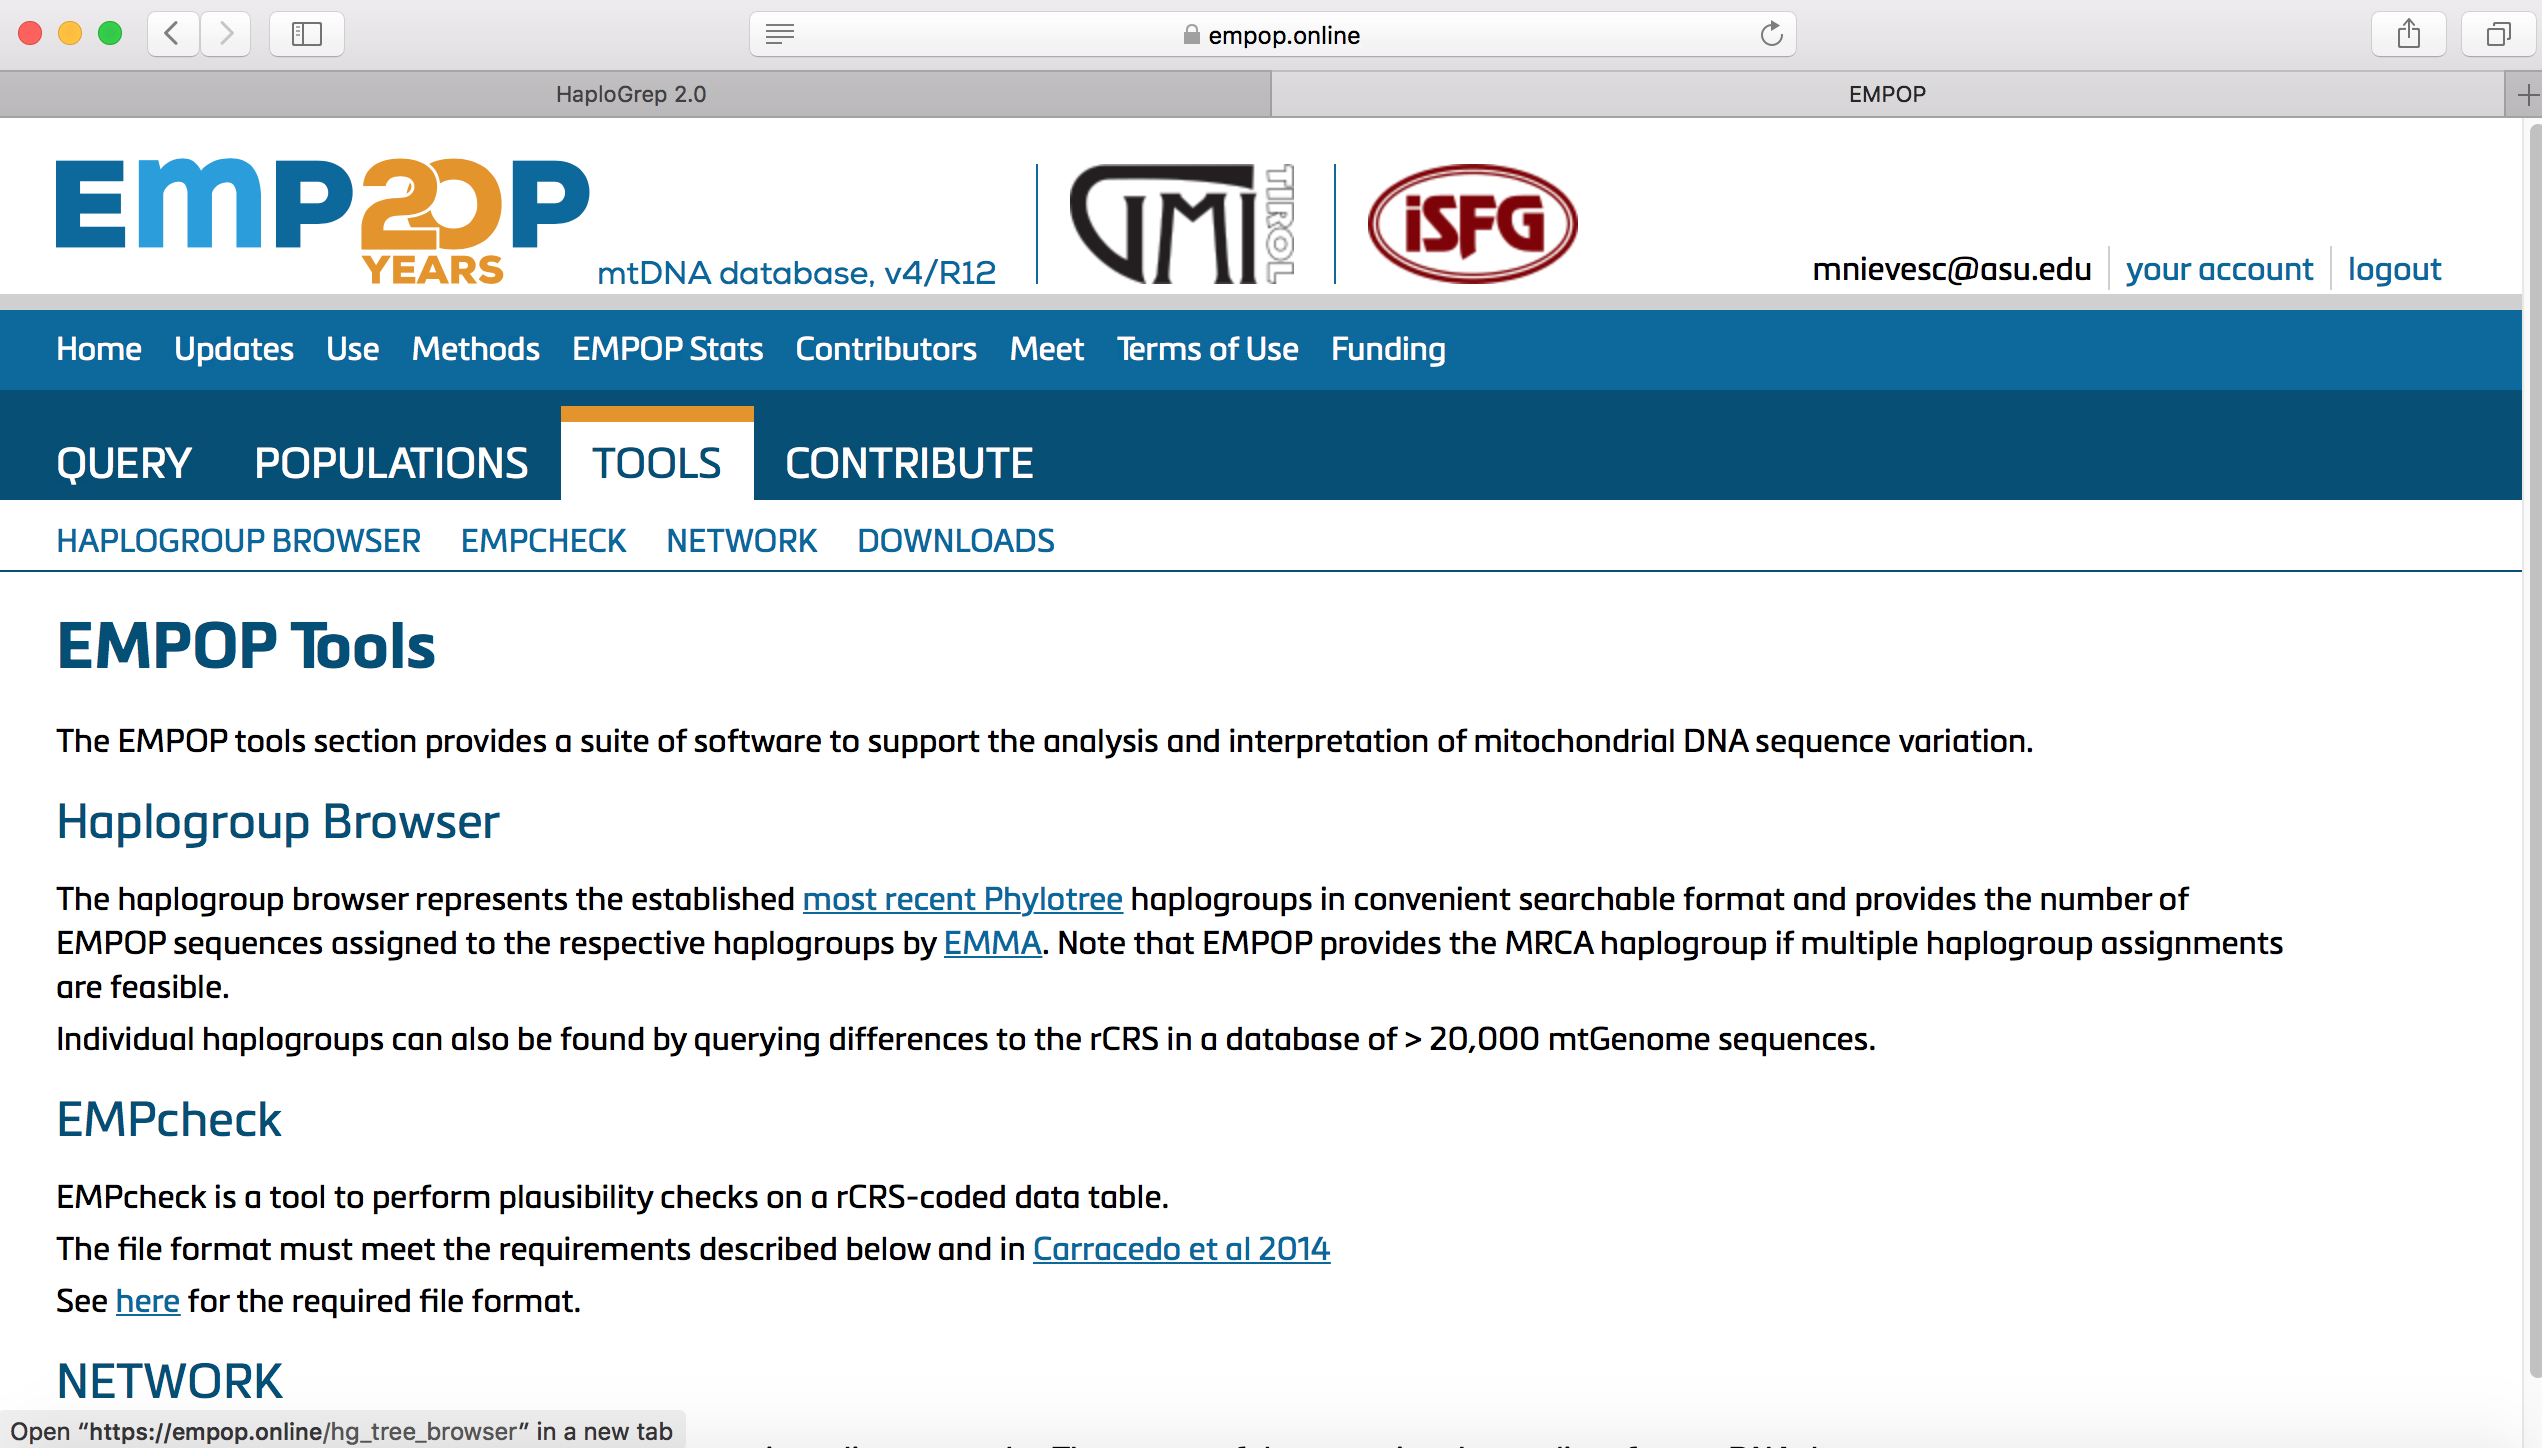 empop.online
HaploGrep 2.0
EMPOP
EMP20P
YEARS
mtDNA database, v4/R12
GMI
TIROL
iSFG
mnievesc@asu.edu
your account
logout
Home Updates Use Methods EMPOP Stats Contributors Meet Terms of Use Funding
QUERY POPULATIONS TOOLS CONTRIBUTE
HAPLOGROUP BROWSER EMPCHECK NETWORK DOWNLOADS
EMPOP Tools
The EMPOP tools section provides a suite of software to support the analysis and interpretation of mitochondrial DNA sequence variation.
Haplogroup Browser
The haplogroup browser represents the established most recent Phylotree haplogroups in convenient searchable format and provides the number of
EMPOP sequences assigned to the respective haplogroups by EMMA. Note that EMPOP provides the MRCA haplogroup if multiple haplogroup assignments
are feasible.
Individual haplogroups can also be found by querying differences to the rCRS in a database of > 20,000 mtGenome sequences.
EMPcheck
EMPcheck is a tool to perform plausibility checks on a rCRS-coded data table.
The file format must meet the requirements described below and in Carracedo et al 2014
See here for the required file format.
NETWORK
Open “https://empop.online/hg_tree_browser” in a new tab